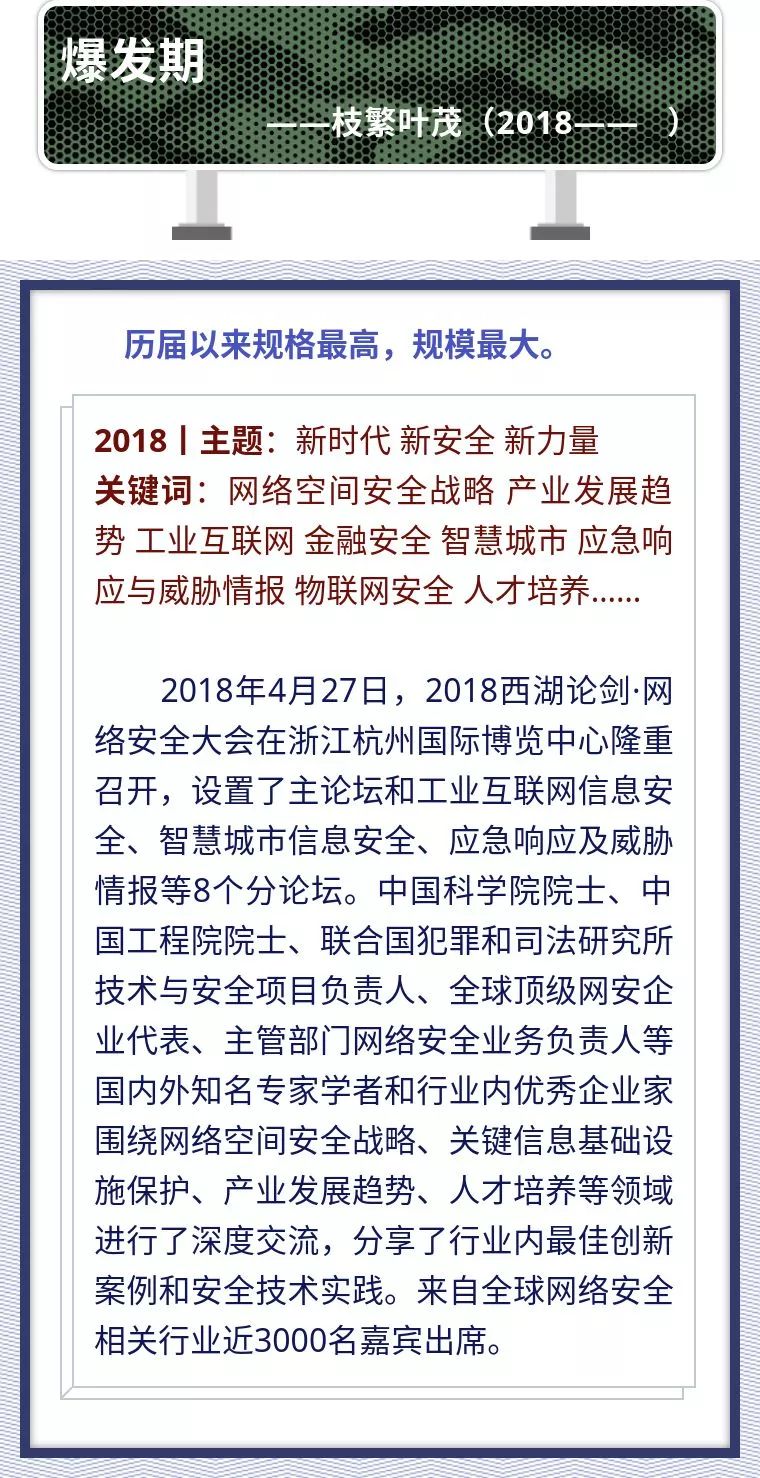 爆发期
——枝繁叶茂（2018—— ）
历届以来规格最高，规模最大。
2018丨主题：新时代 新安全 新力量
关键词：网络空间安全战略 产业发展趋
势 工业互联网 金融安全 智慧城市 应急响
应与威胁情报 物联网安全 人才培养……
2018年4月27日，2018西湖论剑·网
络安全大会在浙江杭州国际博览中心隆重
召开，设置了主论坛和工业互联网信息安
全、智慧城市信息安全、应急响应及威胁
情报等8个分论坛。中国科学院院士、中
国工程院院士、联合国犯罪和司法研究所
技术与安全项目负责人、全球顶级网安企
业代表、主管部门网络安全业务负责人等
国内外知名专家学者和行业内优秀企业家
围绕网络空间安全战略、关键信息基础设
施保护、产业发展趋势、人才培养等领域
进行了深度交流，分享了行业内最佳创新
案例和安全技术实践。来自全球网络安全
相关行业近3000名嘉宾出席。